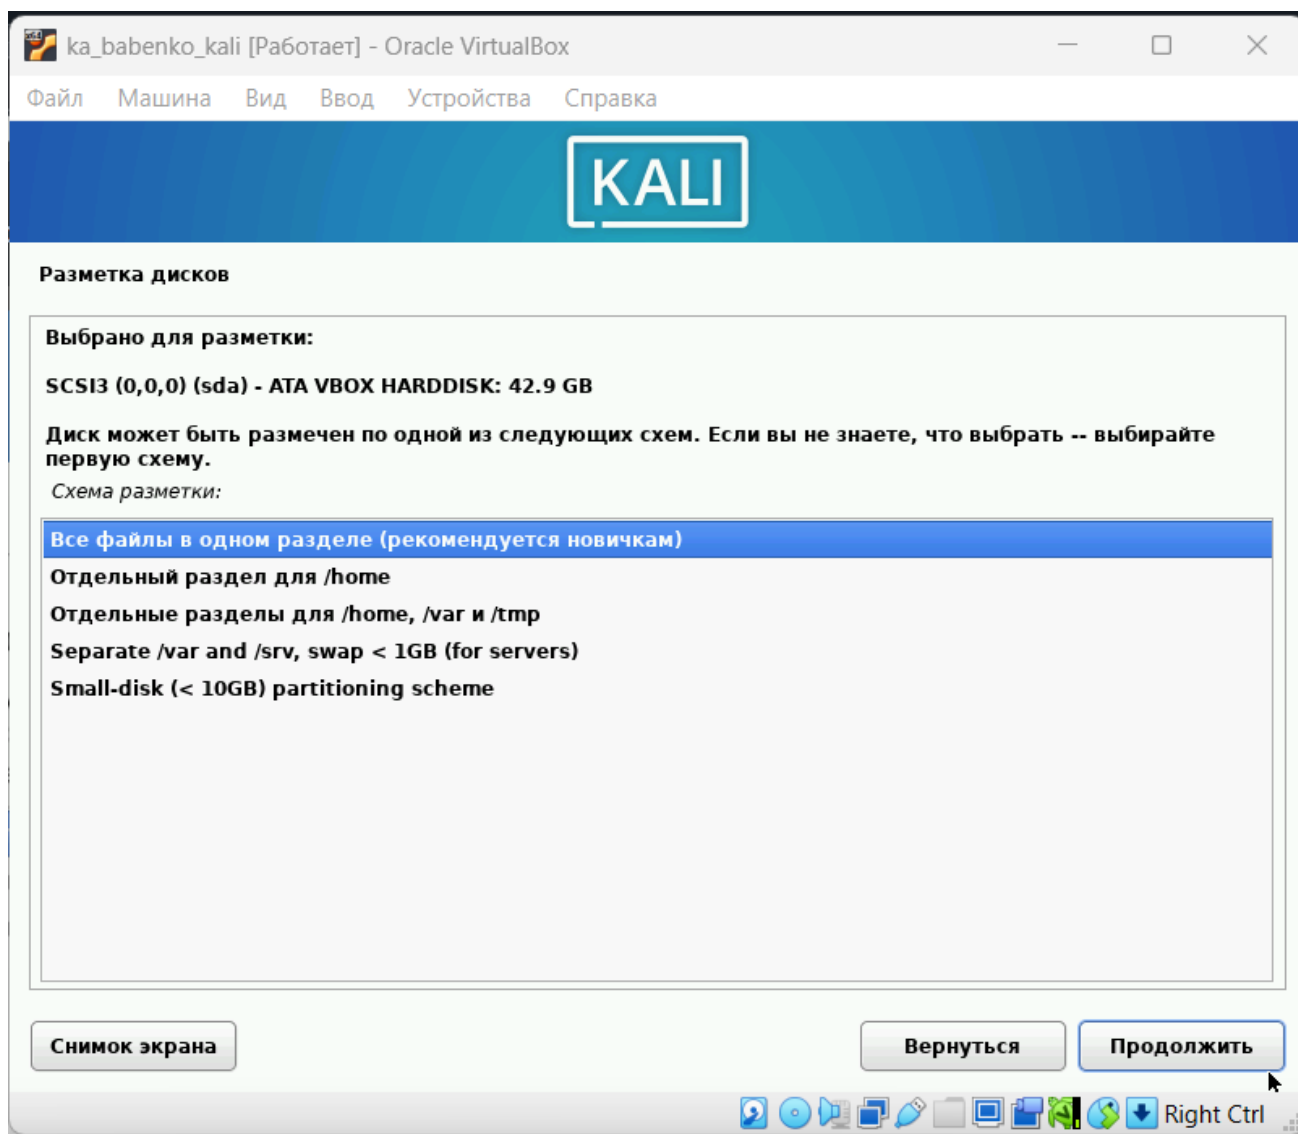 ka_babenko_kali [Работает] - Oracle VirtualBox
Файл Машина Вид Ввод Устройства Справка
KALI
Разметка дисков
Выбрано для разметки:
SCSI3 (0,0,0) (sda) - ATA VBOX HARDDISK: 42.9 GB
Диск может быть размечен по одной из следующих схем. Если вы не знаете, что выбрать -- выбирайте
первую схему.
Схема разметки:
Все файлы в одном разделе (рекомендуется новичкам)
Отдельный раздел для /home
Отдельные разделы для /home, /var и /tmp
Separate /var and /srv, swap < 1GB (for servers)
Small-disk (< 10GB) partitioning scheme
Снимок экрана Вернуться Продолжить
Right Ctrl